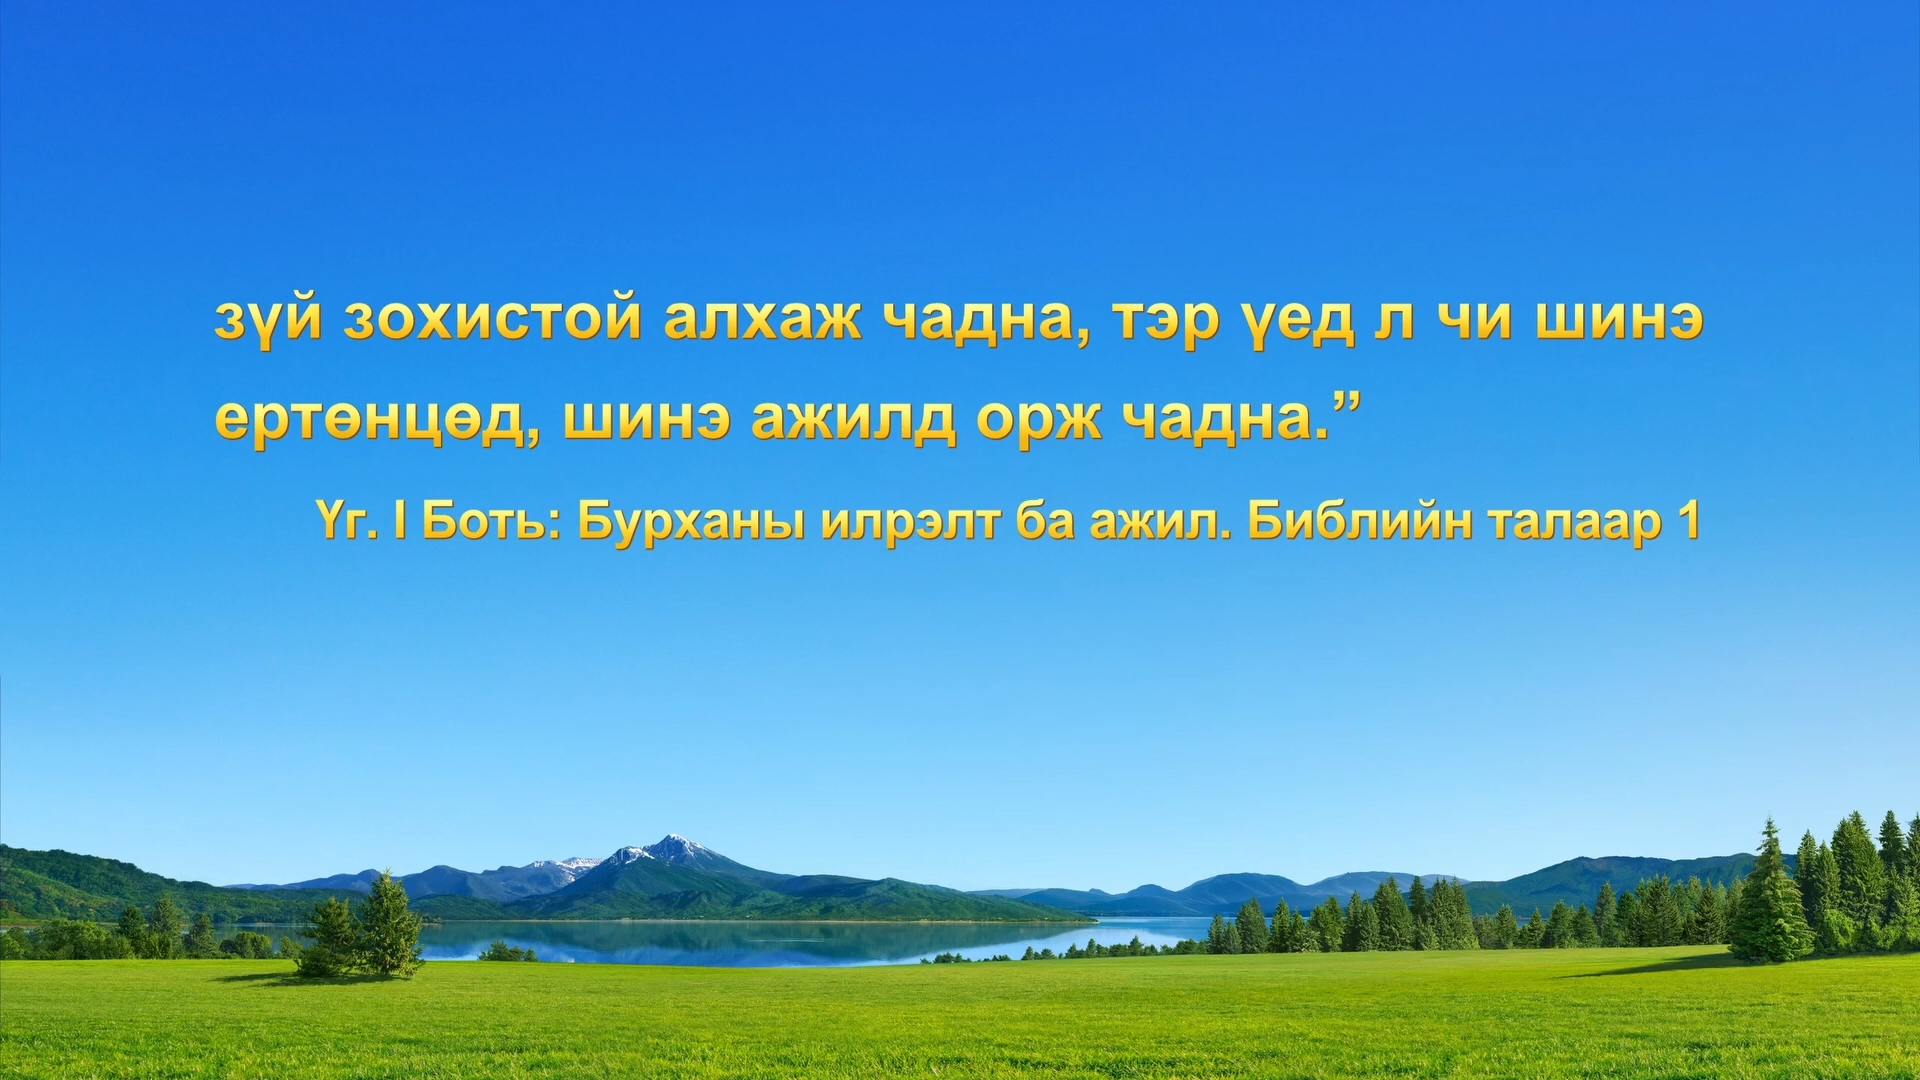 зүй зохистой алхаж чадна, тэр үед л чи шинэ
ертөнцөд, шинэ ажилд орж чадна.”
Үг. I Боть: Бурханы илрэлт ба ажил. Библийн талаар 1